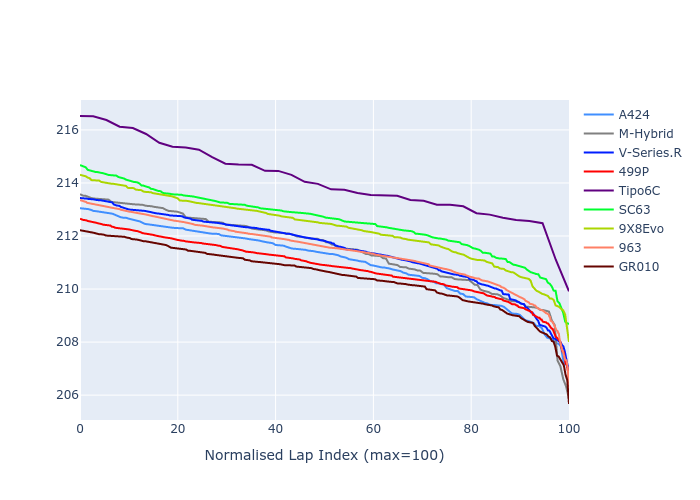 216
214
212
210
208
206
0 20 40 60 80 100
Normalised Lap Index (max=100)
A424
M-Hybrid
V-Series.R
499P
Tipo6C
SC63
9X8Evo
963
GR010